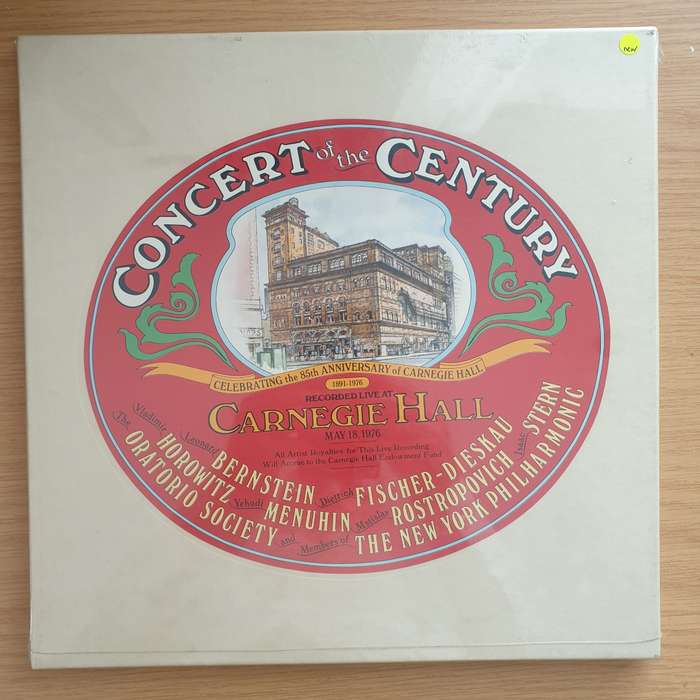 new
CONCERT of the CENTURY
CELEBRATING the 85th ANNIVERSARY of CARNEGIE HALL
1891-1976
RECORDED LIVE AT
CARNEGIE HALL
MAY 18, 1976
All Artist Royalties for This Live Recording
Will Accrue to the Carnegie Hall Endowment Fund
Leonard BERNSTEIN Dietrich FISCHER-DIESKAU
Vladimir HOROWITZ Yehudi MENUHIN Mstislav ROSTROPOVICH Isaac STERN
The ORATORIO SOCIETY and Members of THE NEW YORK PHILHARMONIC